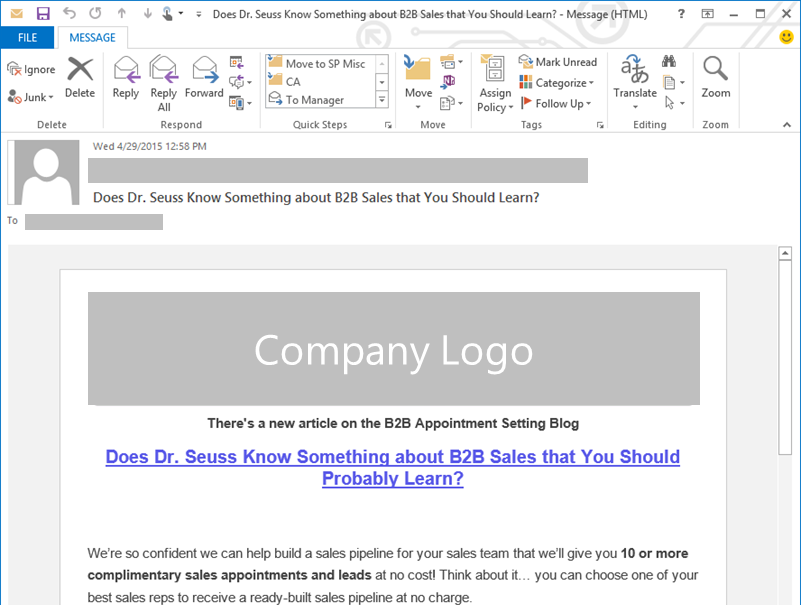 Does Dr. Seuss Know Something about B2B Sales that You Should Learn? - Message (HTML)
?
FILE
MESSAGE
Ignore
Junk
Delete
Delete
Reply
Reply All
Forward
Respond
Move to SP Misc
CA
To Manager
Quick Steps
Move
Move
Assign Policy
Mark Unread
Categorize
Follow Up
Tags
Translate
Editing
Zoom
Zoom
Wed 4/29/2015 12:58 PM
Does Dr. Seuss Know Something about B2B Sales that You Should Learn?
To
Company Logo
There's a new article on the B2B Appointment Setting Blog
Does Dr. Seuss Know Something about B2B Sales that You Should
Probably Learn?
We're so confident we can help build a sales pipeline for your sales team that we'll give you 10 or more
complimentary sales appointments and leads at no cost! Think about it… you can choose one of your
best sales reps to receive a ready-built sales pipeline at no charge.